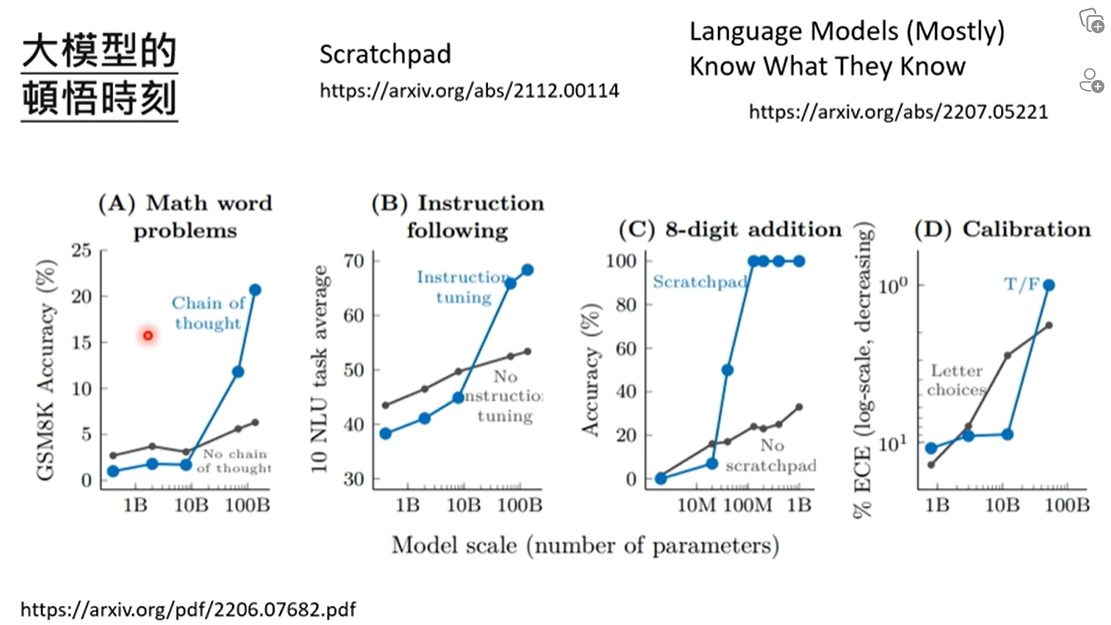 大模型的
頓悟時刻
Scratchpad
https://arxiv.org/abs/2112.00114
Language Models (Mostly)
Know What They Know
https://arxiv.org/abs/2207.05221
(A) Math word
problems
GSM8K Accuracy (%)
25
20
15
10
5
0
Chain of
thought
No chain
of thought
1B 10B 100B
(B) Instruction
following
10 NLU task average
70
60
50
40
30
Instruction
tuning
No
nstruction
tuning
1B 10B 100B
(C) 8-digit addition
Accuracy (%)
100
80
60
40
20
0
Scratchpad
No
scratchpad
10M 100M 1B
(D) Calibration
% ECE (log-scale, decreasing)
10⁰
10¹
T/F
Letter
choices
1B 10B 100B
Model scale (number of parameters)
https://arxiv.org/pdf/2206.07682.pdf